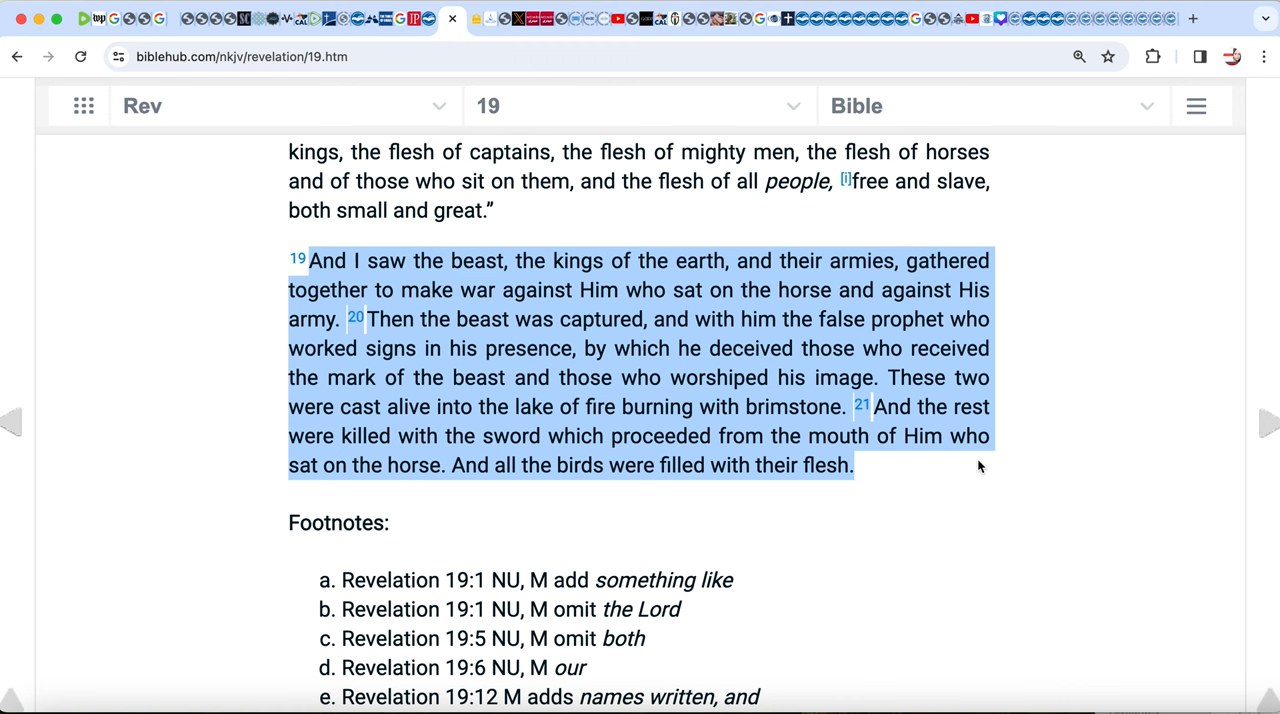 biblehub.com/nkjv/revelation/19.htm
Rev 19 Bible
kings, the flesh of captains, the flesh of mighty men, the flesh of horses
and of those who sit on them, and the flesh of all people, [i]free and slave,
both small and great.”
19And I saw the beast, the kings of the earth, and their armies, gathered
together to make war against Him who sat on the horse and against His
army. 20Then the beast was captured, and with him the false prophet who
worked signs in his presence, by which he deceived those who received
the mark of the beast and those who worshiped his image. These two
were cast alive into the lake of fire burning with brimstone. 21And the rest
were killed with the sword which proceeded from the mouth of Him who
sat on the horse. And all the birds were filled with their flesh.
Footnotes:
a. Revelation 19:1 NU, M add something like
b. Revelation 19:1 NU, M omit the Lord
c. Revelation 19:5 NU, M omit both
d. Revelation 19:6 NU, M our
e. Revelation 19:12 M adds names written, and